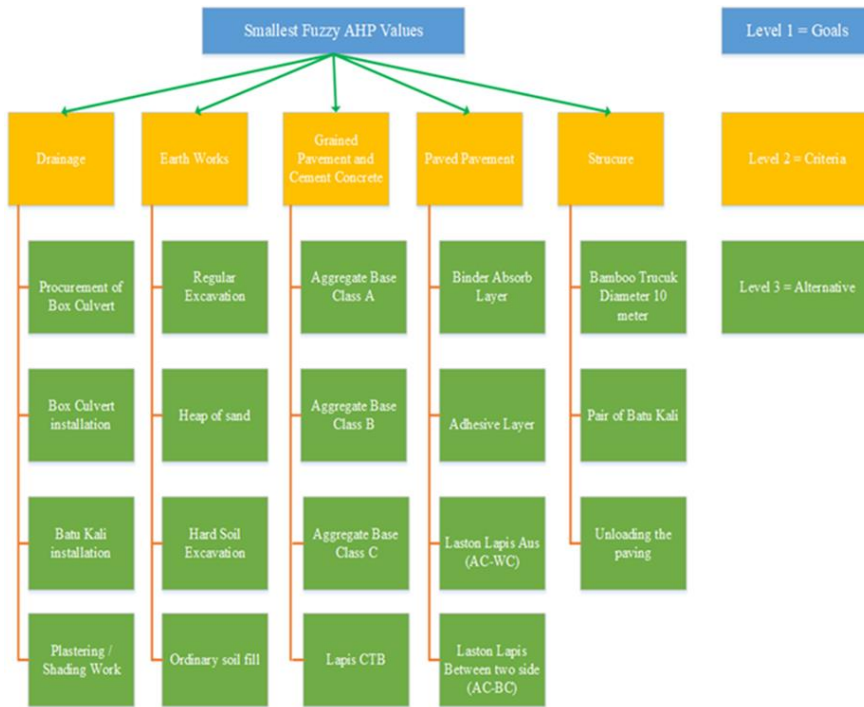 Smallest Fuzzy AHP Values
Level 1 = Goals
Drainage
Earth Works
Grained
Pavement and
Cement Concrete
Paved Pavement
Strucure
Level 2 = Criteria
Procurement of
Box Culvert
Regular
Excavation
Aggregate Base
Class A
Binder Absorb
Layer
Bamboo Trucuk
Diameter 10
meter
Level 3 = Alternative
Box Culvert
installation
Heap of sand
Aggregate Base
Class B
Adhesive Layer
Pair of Batu Kali
Batu Kali
installation
Hard Soil
Excavation
Aggregate Base
Class C
Laston Lapis Aus
(AC-WC)
Unloading the
paving
Plastering /
Shading Work
Ordinary soil fill
Lapis CTB
Laston Lapis
Between two side
(AC-BC)